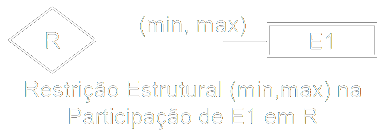 (min, max)
R E1
Restrição Estrutural (min,max) na
Participação de E1 em R